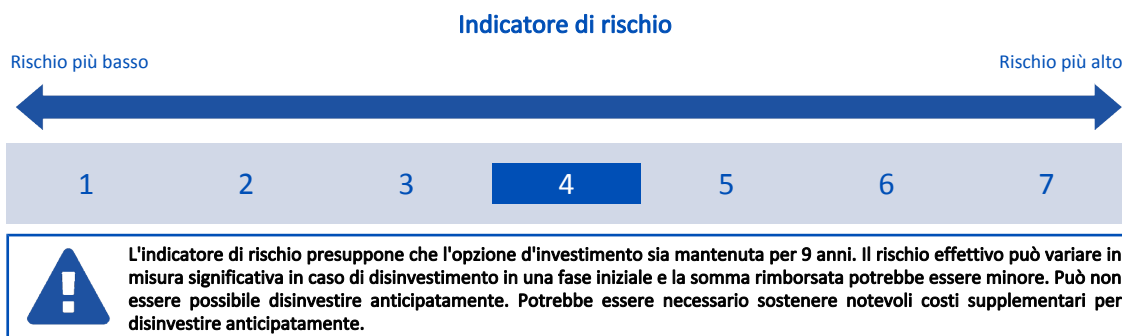 Indicatore di rischio
Rischio più basso
Rischio più alto
1 2 3 4 5 6 7
L'indicatore di rischio presuppone che l'opzione d'investimento sia mantenuta per 9 anni. Il rischio effettivo può variare in
misura significativa in caso di disinvestimento in una fase iniziale e la somma rimborsata potrebbe essere minore. Può non
essere possibile disinvestire anticipatamente. Potrebbe essere necessario sostenere notevoli costi supplementari per
disinvestire anticipatamente.